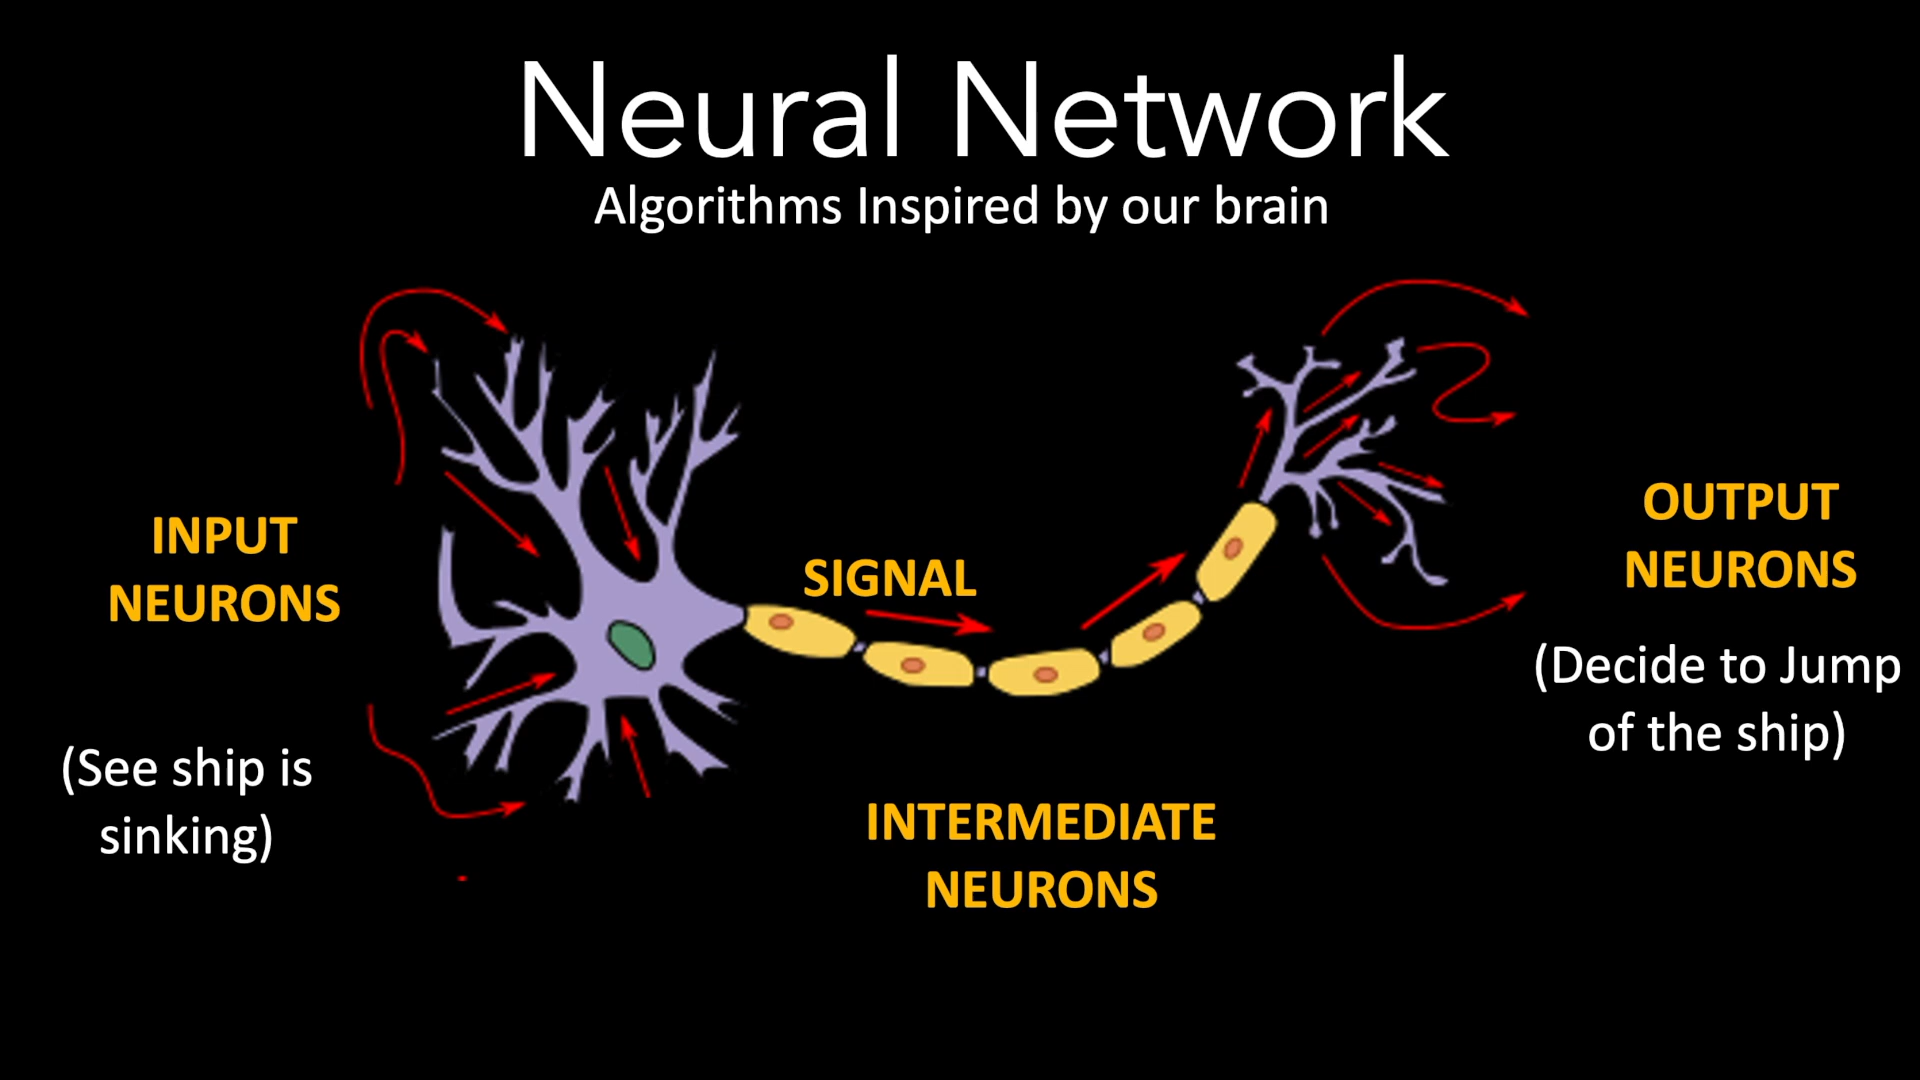 Neural Network
Algorithms Inspired by our brain
INPUT
NEURONS
(See ship is
sinking)
SIGNAL
INTERMEDIATE
NEURONS
OUTPUT
NEURONS
(Decide to Jump
of the ship)